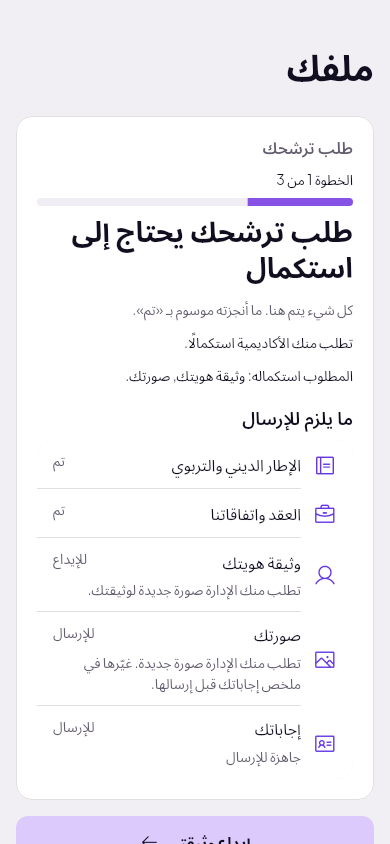 ملفك
طلب ترشحك
الخطوة 1 من 3
طلب ترشحك يحتاج إلى
استكمال
كل شيء يتم هنا. ما أنجزته موسوم بـ «تم».
تطلب منك الأكاديمية استكمالًا.
المطلوب استكماله: وثيقة هويتك, صورتك.
ما يلزم للإرسال
الإطار الديني والتربوي تم
العقد واتفاقاتنا تم
وثيقة هويتك للإيداع
تطلب منك الإدارة صورة جديدة لوثيقتك.
صورتك للإرسال
تطلب منك الإدارة صورة جديدة. غيّرها في
ملخص إجاباتك قبل إرسالها.
إجاباتك للإرسال
جاهزة للإرسال
إيداع وثيقتي ←